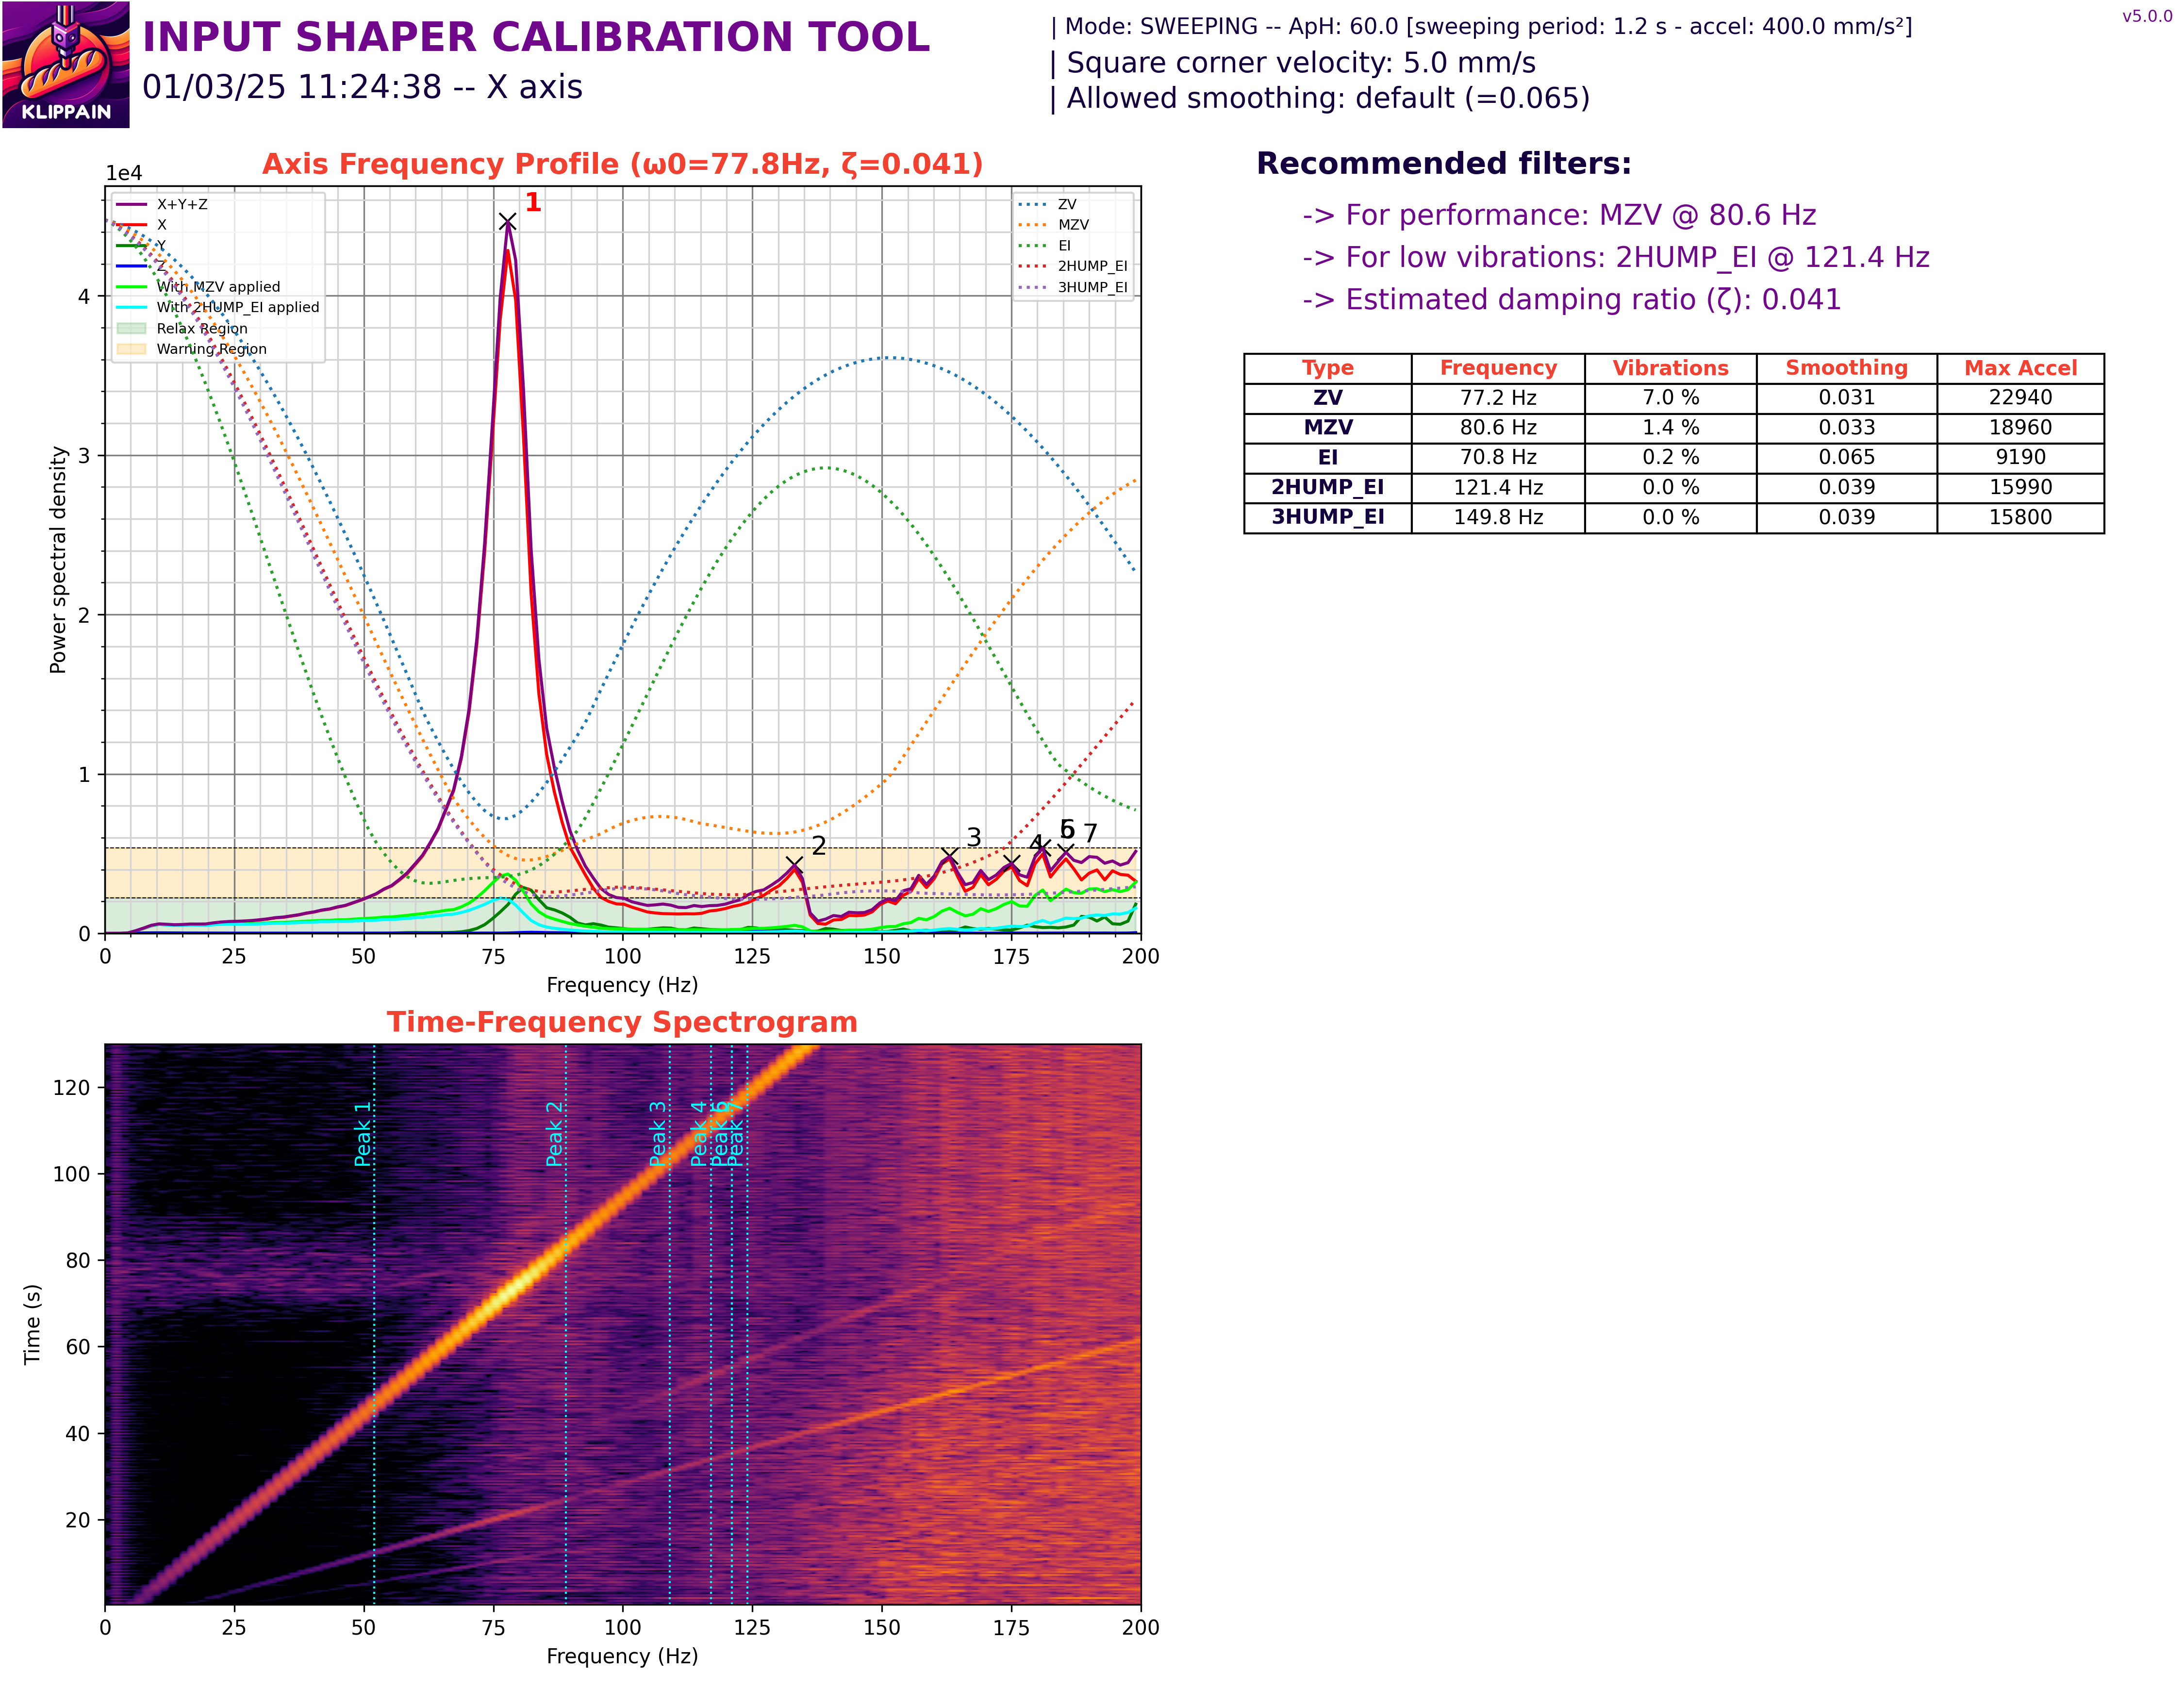 KLIPPAIN
INPUT SHAPER CALIBRATION TOOL
01/03/25 11:24:38 -- X axis
| Mode: SWEEPING -- ApH: 60.0 [sweeping period: 1.2 s - accel: 400.0 mm/s²]
| Square corner velocity: 5.0 mm/s
| Allowed smoothing: default (=0.065)
v5.0.0
Axis Frequency Profile (ω0=77.8Hz, ζ=0.041)
1e4
X+Y+Z
X
Y
Z
With MZV applied
With 2HUMP_EI applied
Relax Region
Warning Region
ZV
MZV
EI
2HUMP_EI
3HUMP_EI
1
2
3
4
5
6
7
Power spectral density
4
3
2
1
0
0 25 50 75 100 125 150 175 200
Frequency (Hz)
Recommended filters:
-> For performance: MZV @ 80.6 Hz
-> For low vibrations: 2HUMP_EI @ 121.4 Hz
-> Estimated damping ratio (ζ): 0.041
Type Frequency Vibrations Smoothing Max Accel
ZV 77.2 Hz 7.0 % 0.031 22940
MZV 80.6 Hz 1.4 % 0.033 18960
EI 70.8 Hz 0.2 % 0.065 9190
2HUMP_EI 121.4 Hz 0.0 % 0.039 15990
3HUMP_EI 149.8 Hz 0.0 % 0.039 15800
Time-Frequency Spectrogram
Time (s)
120
100
80
60
40
20
Peak 1
Peak 2
Peak 3
Peak 4
Peak 6
Peak 7
0 25 50 75 100 125 150 175 200
Frequency (Hz)